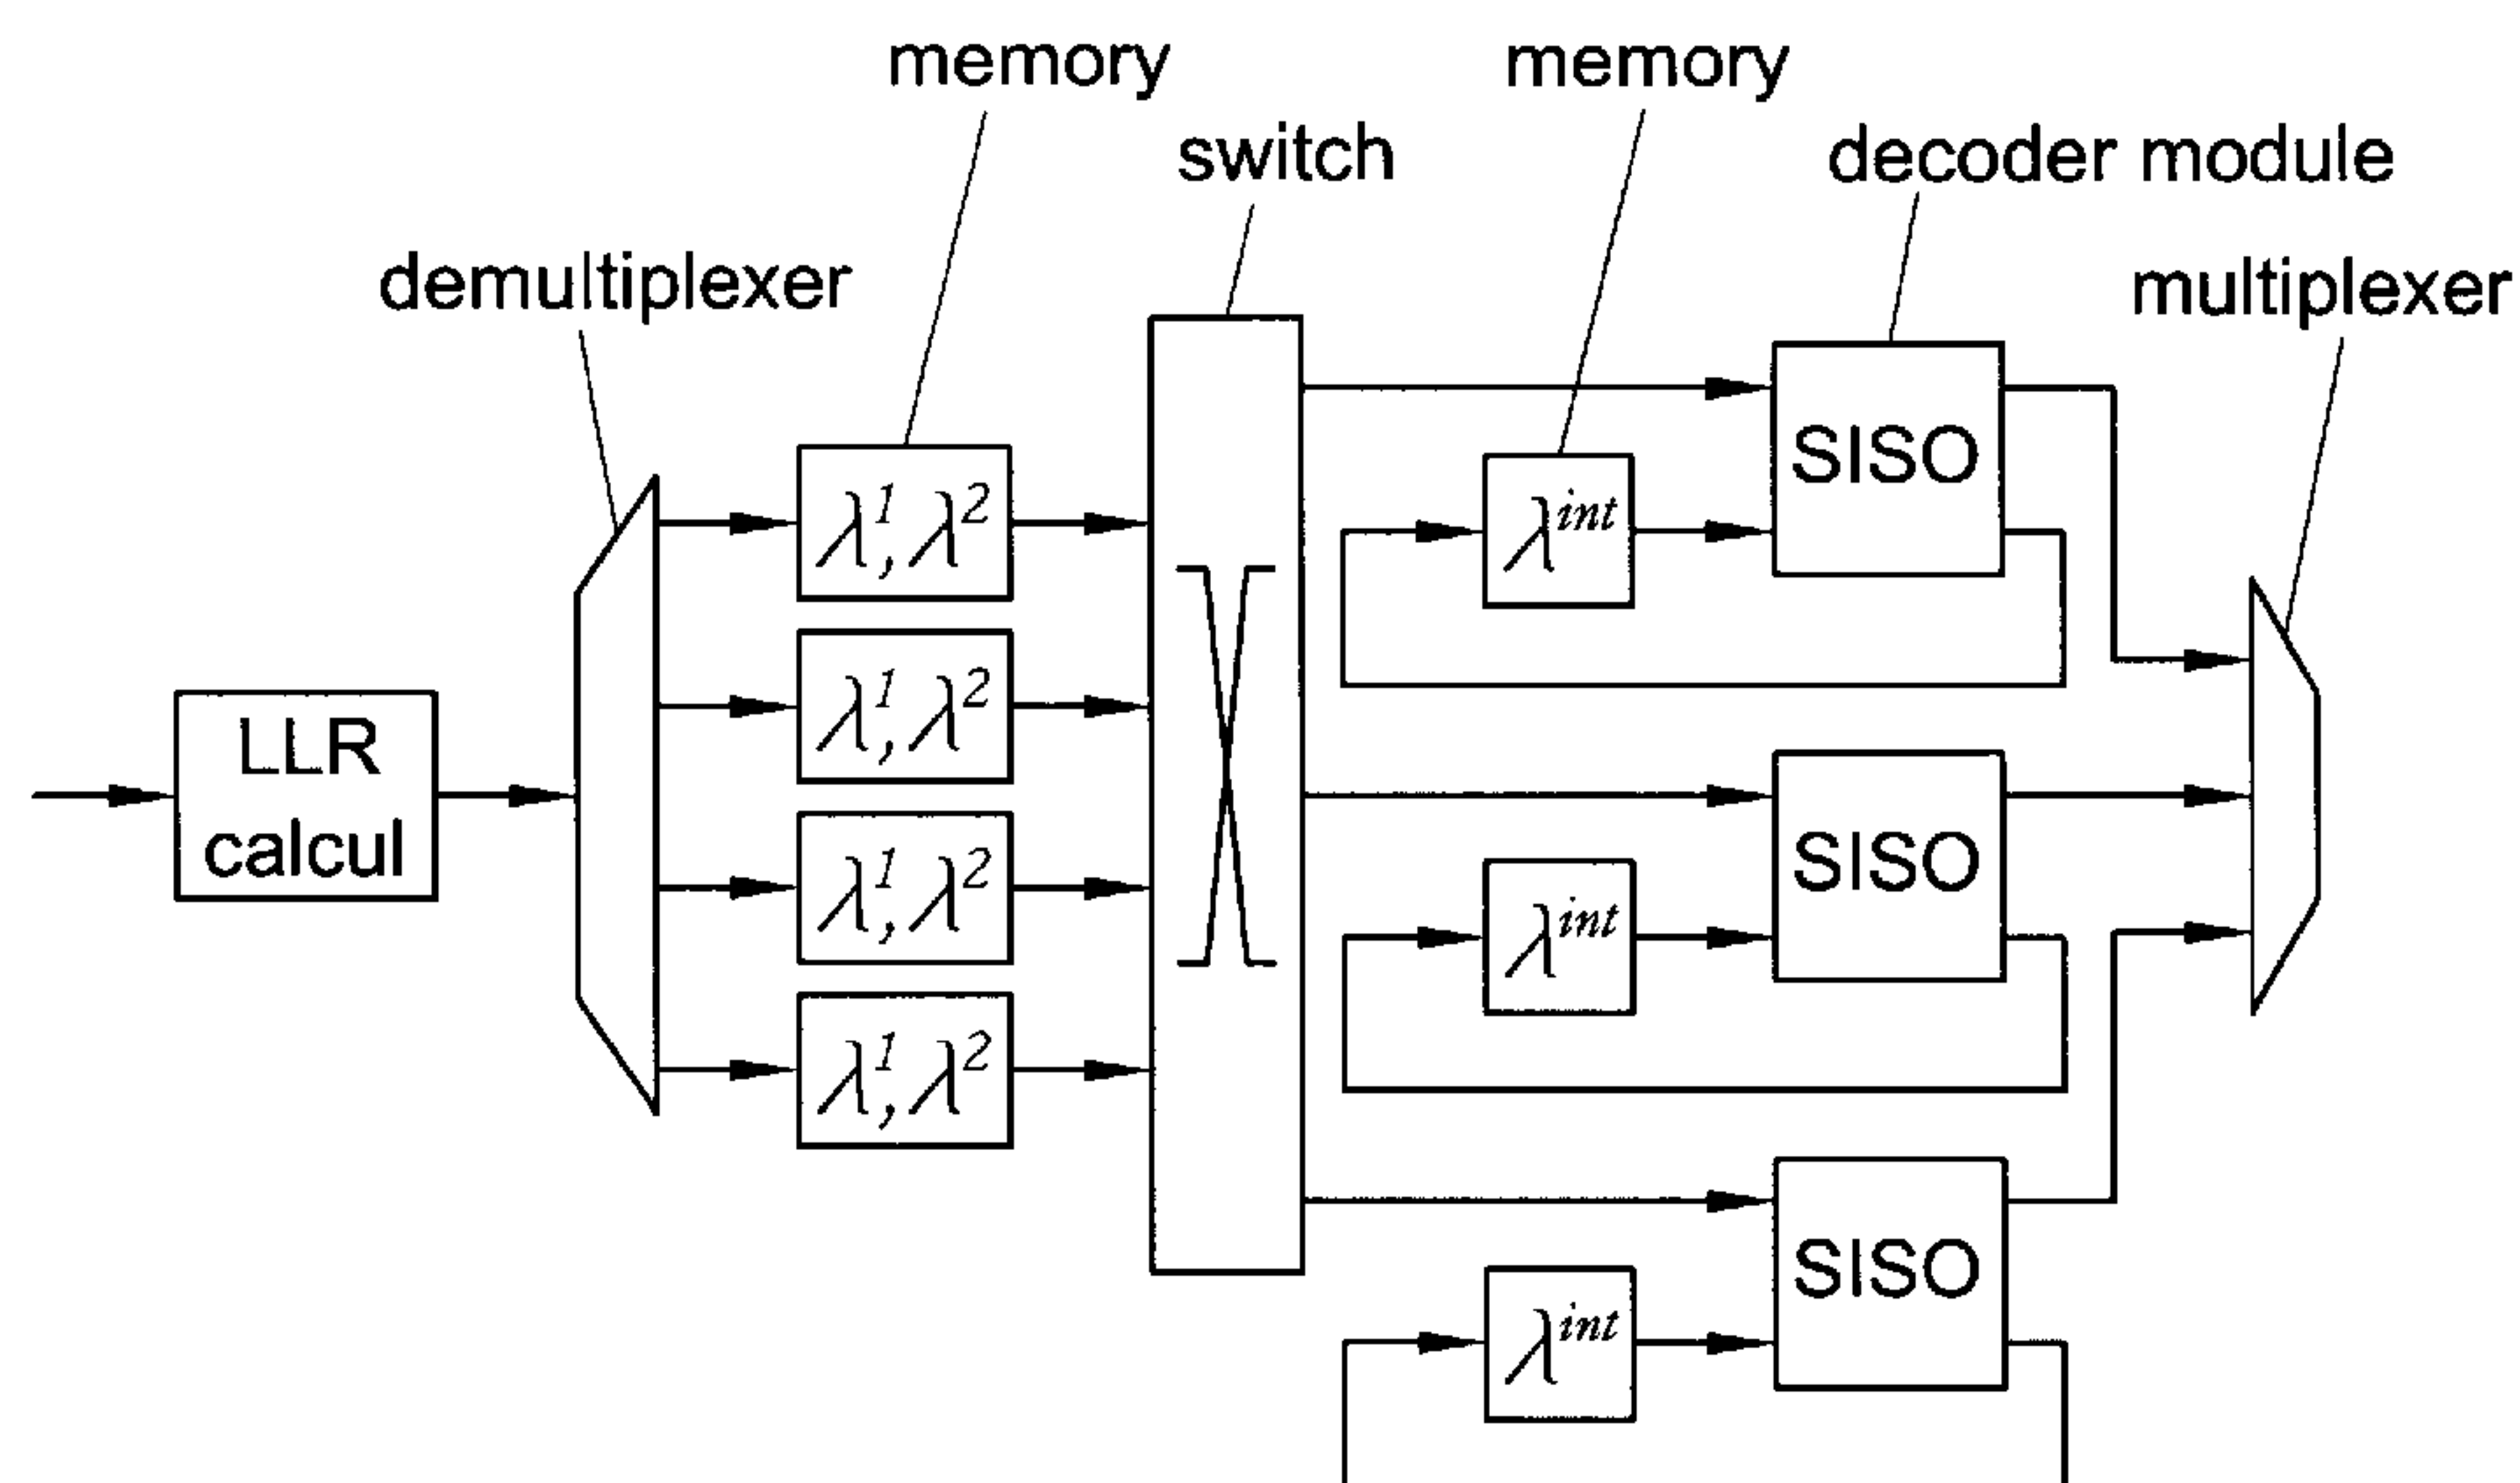 memory
memory
switch
decoder module
demultiplexer
multiplexer
SISO
λ¹,λ²
λ^int
λ¹,λ²
LLR
calcul
SISO
λ¹,λ²
λ^int
λ¹,λ²
SISO
λ^int